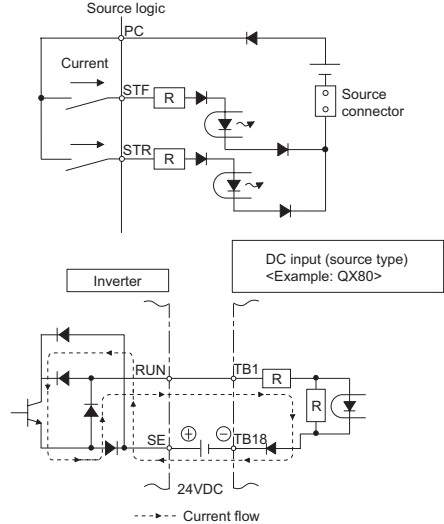 Source logic
PC
Current
STF
R
Source
connector
STR
R
DC input (source type)
<Example: QX80>
Inverter
RUN
TB1
R
R
SE
TB18
24VDC
Current flow